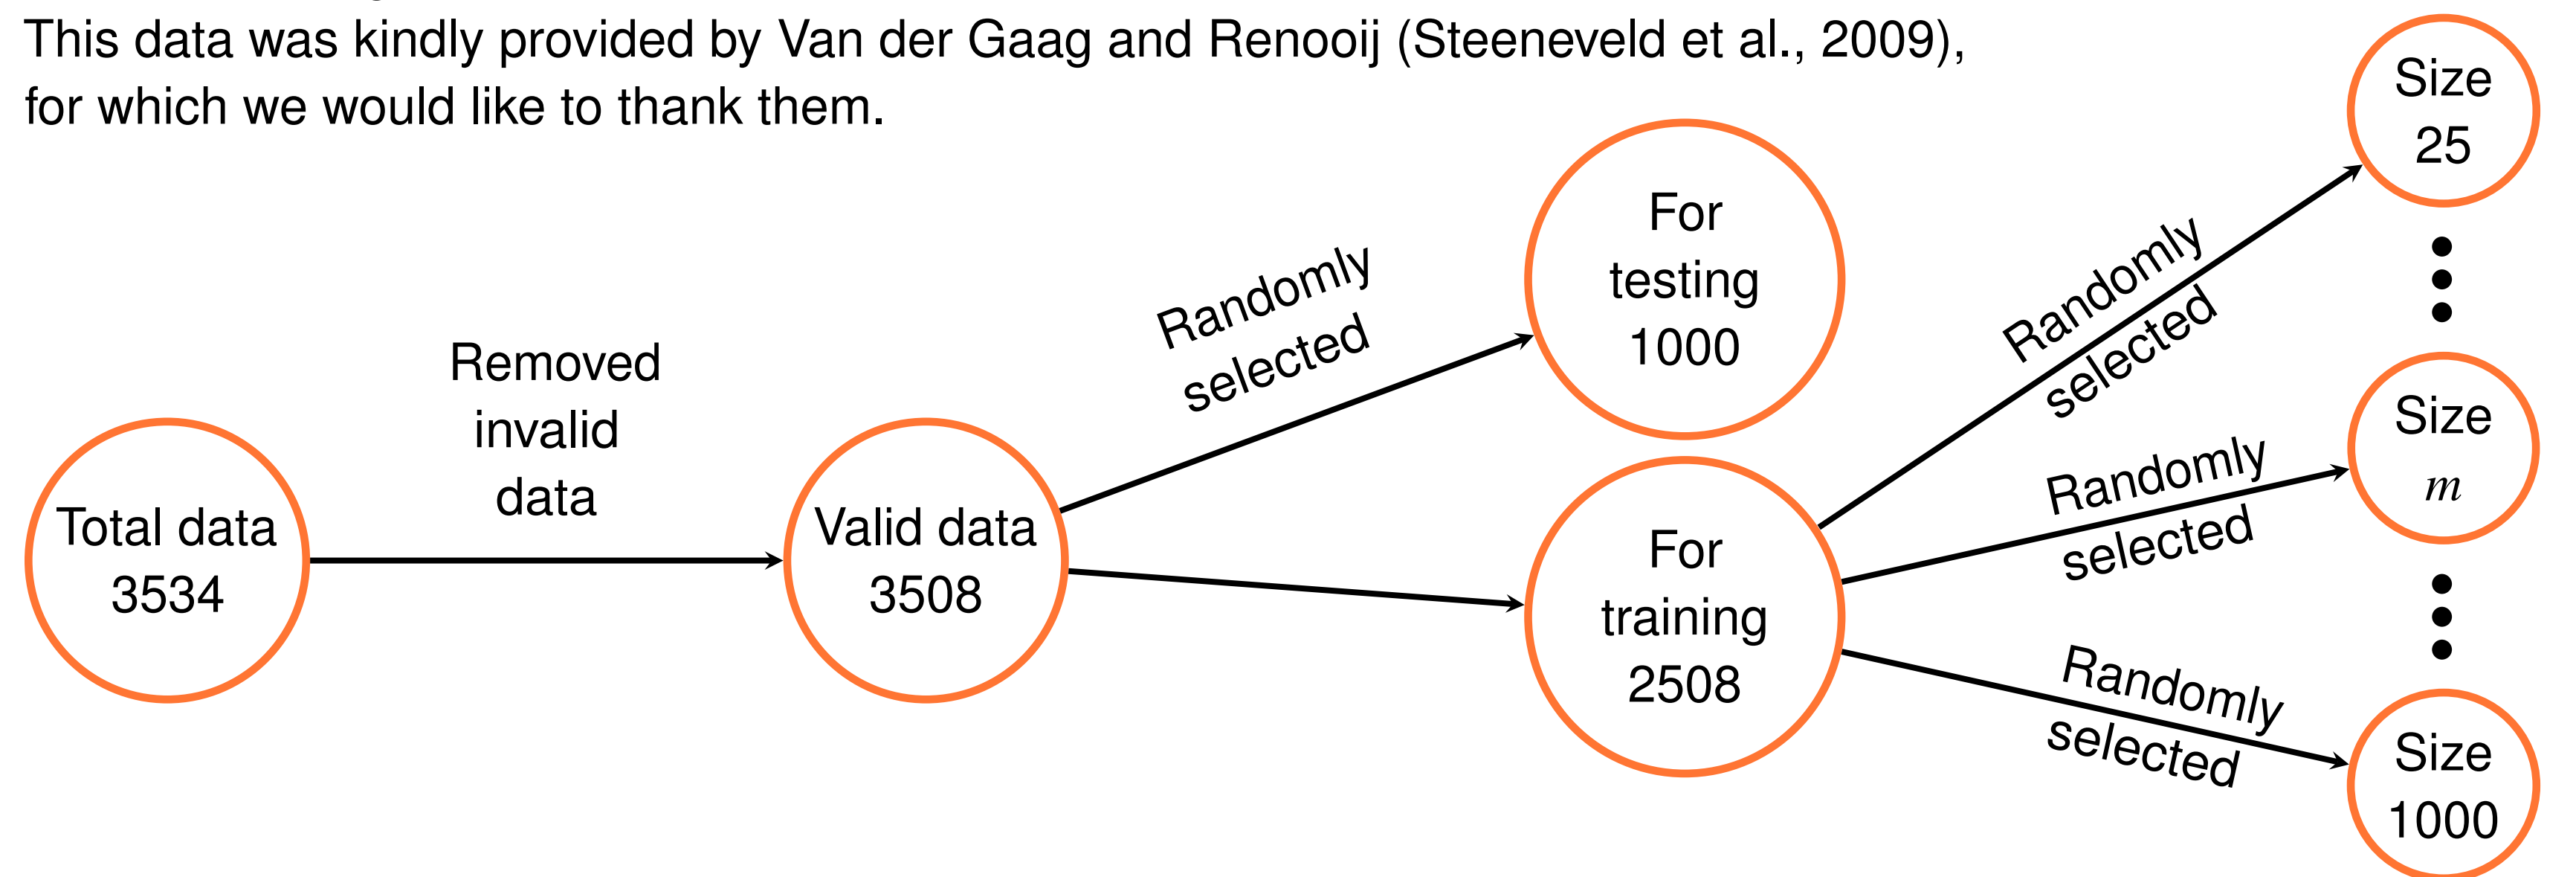 This data was kindly provided by Van der Gaag and Renooij (Steeneveld et al., 2009),
for which we would like to thank them.
Total data
3534
Removed
invalid
data
Valid data
3508
Randomly
selected
For
testing
1000
For
training
2508
Randomly
selected
Size
25
Randomly
selected
Size
m
Randomly
selected
Size
1000